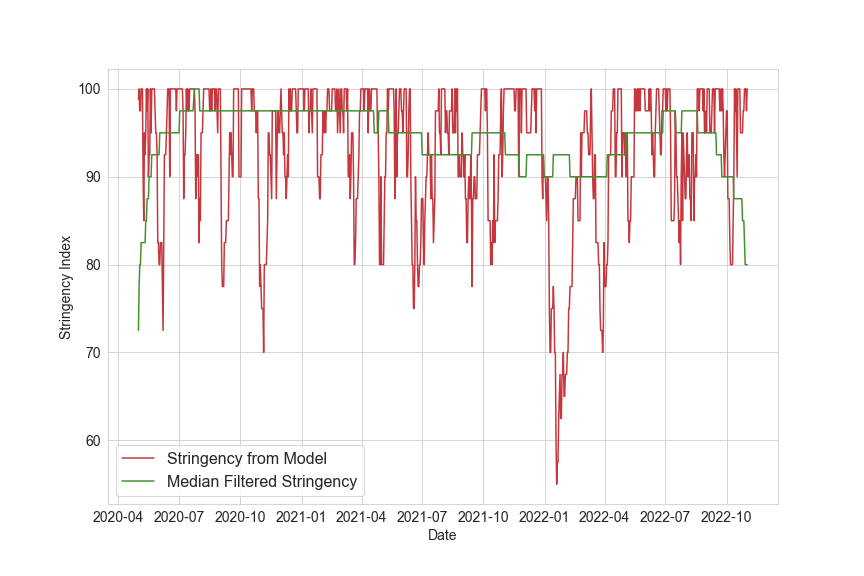 100
90
80
70
60
Stringency Index
Stringency from Model
Median Filtered Stringency
2020-04 2020-07 2020-10 2021-01 2021-04 2021-07 2021-10 2022-01 2022-04 2022-07 2022-10
Date